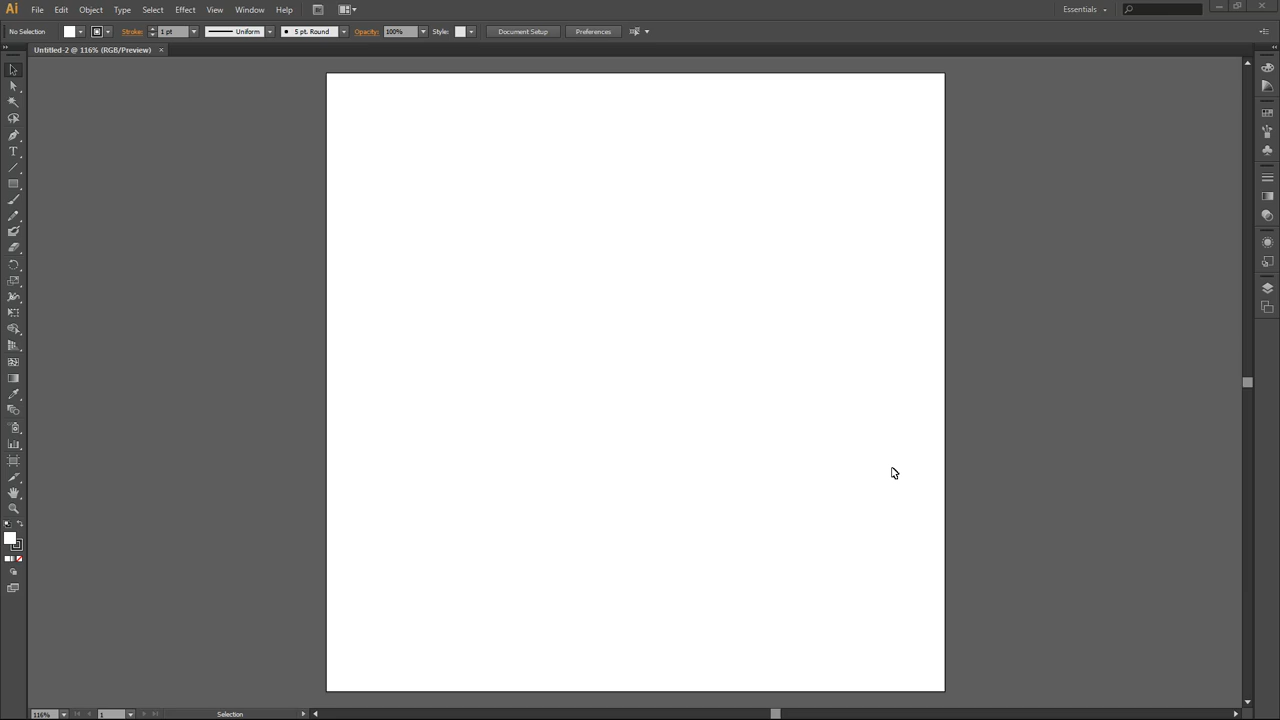 Ai File Edit Object Type Select Effect View Window Help Br Essentials
No Selection Stroke: 1 pt Uniform 5 pt. Round Opacity: 100% Style: Document Setup Preferences
Untitled-2 @ 116% (RGB/Preview) ×
T
116% 1 Selection